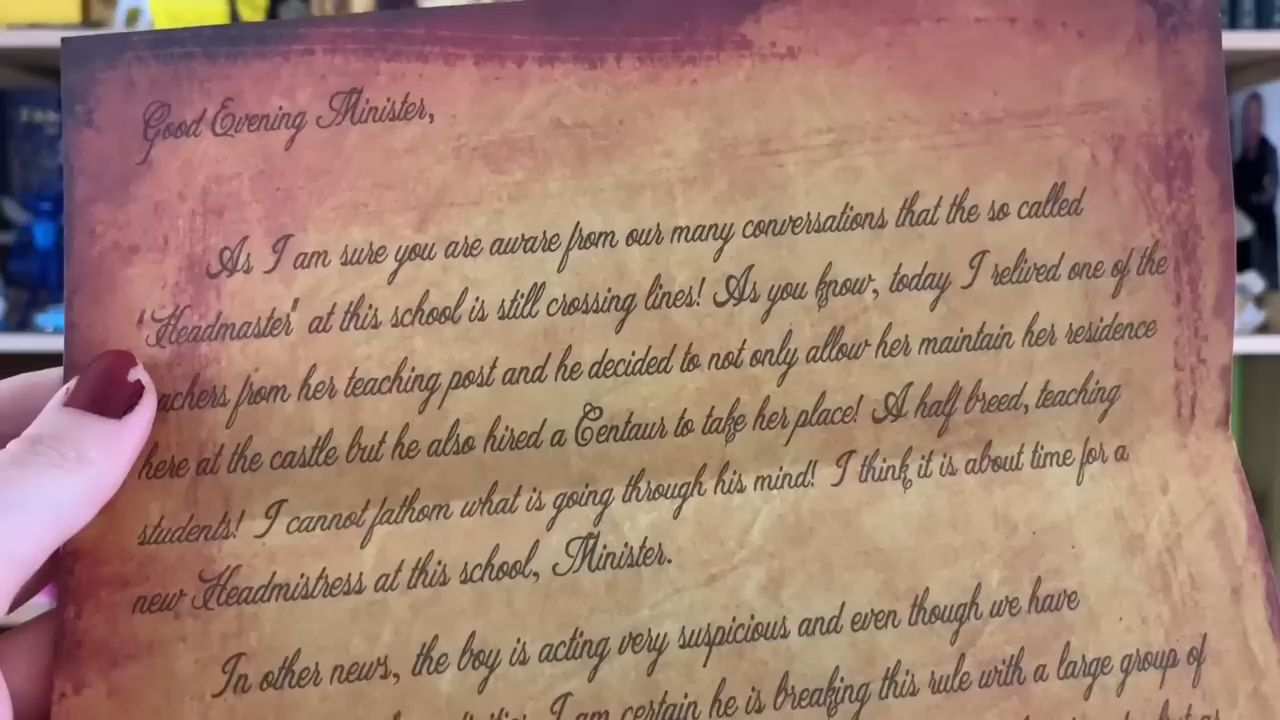 Good Evening Minister,
As I am sure you are aware from our many conversations that the so called
"Headmaster" at this school is still crossing lines! As you know, today I relived one of the
achers from her teaching post and he decided to not only allow her maintain her residence
here at the castle but he also hired a Centaur to take her place! A half breed, teaching
students! I cannot fathom what is going through his mind! I think it is about time for a
new Headmistress at this school, Minister.
In other news, the boy is acting very suspicious and even though we have
I am certain he is breaking this rule with a large group of